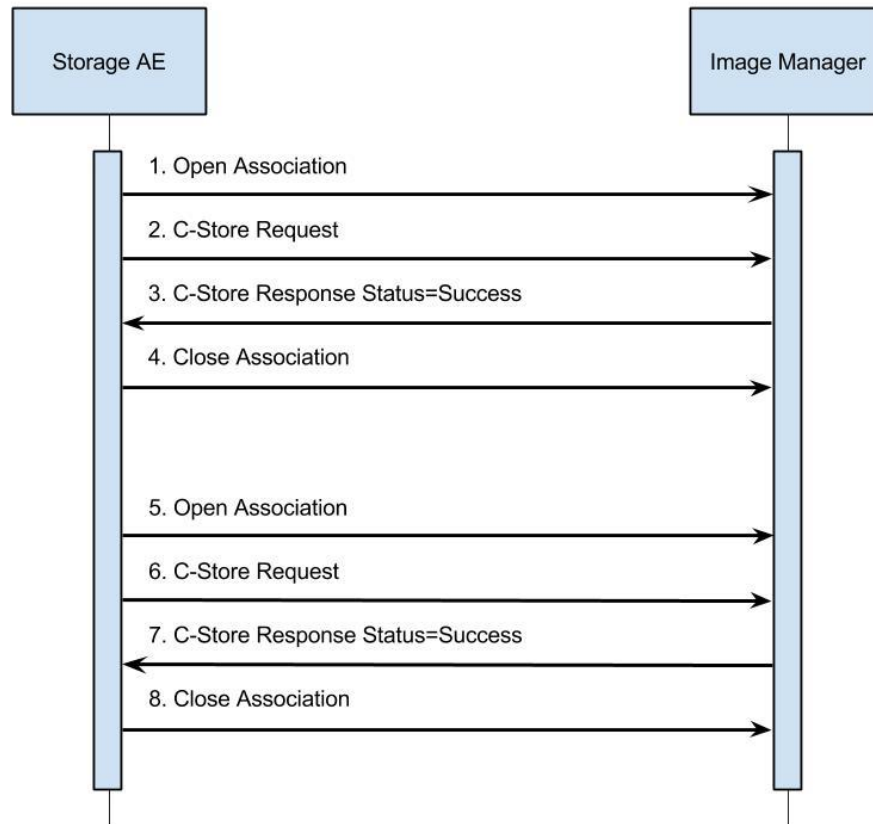 Storage AE
Image Manager
1. Open Association
2. C-Store Request
3. C-Store Response Status=Success
4. Close Association
5. Open Association
6. C-Store Request
7. C-Store Response Status=Success
8. Close Association